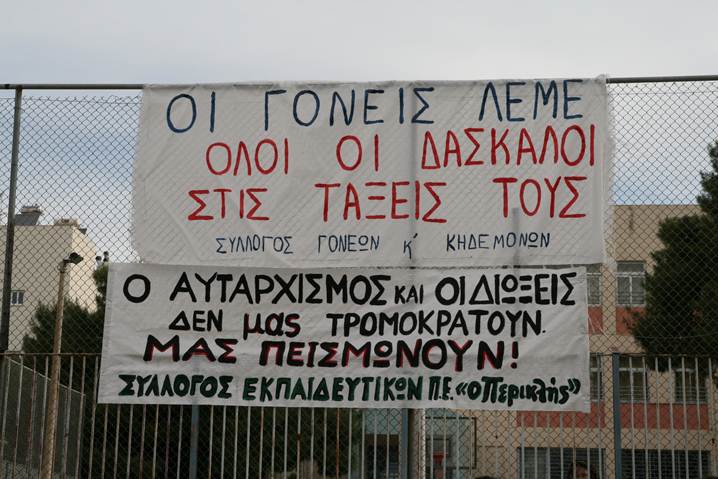 ΟΙ ΓΟΝΕΙΣ ΛΕΜΕ
ΟΛΟΙ ΟΙ ΔΑΣΚΑΛΟΙ
ΣΤΙΣ ΤΑΞΕΙΣ ΤΟΥΣ
ΣΥΛΛΟΓΟΣ ΓΟΝΕΩΝ Κ' ΚΗΔΕΜΟΝΩΝ
Ο ΑΥΤΑΡΧΙΣΜΟΣ ΚΑΙ ΟΙ ΔΙΩΞΕΙΣ
ΔΕΝ μας ΤΡΟΜΟΚΡΑΤΟΥΝ.
ΜΑΣ ΠΕΙΣΜΩΝΟΥΝ!
ΣΥΛΛΟΓΟΣ ΕΚΠΑΙΔΕΥΤΙΚΩΝ Π.Ε. «ο Περικλής»